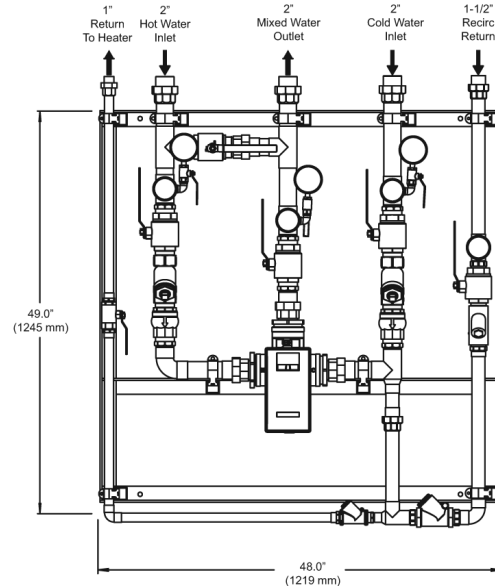 1"
Return
To Heater
2"
Hot Water
Inlet
2"
Mixed Water
Outlet
2"
Cold Water
Inlet
1-1/2"
Recirc
Return
49.0"
(1245 mm)
48.0"
(1219 mm)